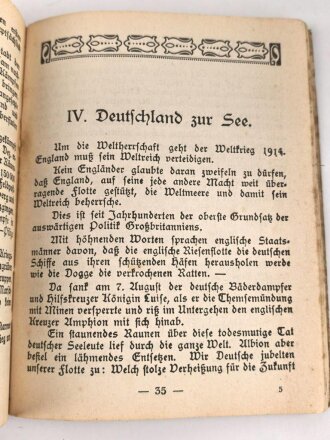 IV. Deutschland zur See.
Um die Weltherrschaft geht der Weltkrieg 1914.
England muß sein Weltreich verteidigen.
Kein Engländer glaubte daran zweifeln zu dürfen,
daß England, auf seine jede andere Macht weit über-
ragende Flotte gestützt, die Weltmeere und damit sein
Weltreich beherrsche.
Dies ist seit Jahrhunderten der oberste Grundsatz der
auswärtigen Politik Großbritanniens.
Mit höhnenden Worten sprachen englische Staats-
männer davon, daß die englische Riesenflotte die deutschen
Schiffe aus ihren schützenden Häfen herausholen werde
wie die Dogge die verkrochenen Ratten. —
Da sank am 7. August der deutsche Bäderdampfer
und Hilfskreuzer Königin Luise, als er die Themsemündung
mit Minen versperrte und riß im Untergehen den englischen
Kreuzer Amphion mit sich hinab.
Ein staunendes Raunen über diese todesmutige Tat
deutscher Seeleute lief durch die ganze Welt. Albion aber
befiel ein lähmendes Entsetzen. Wir Deutsche jubelten
unserer Flotte zu: Welch stolze Verheißung für die Zukunft
— 35 —
5